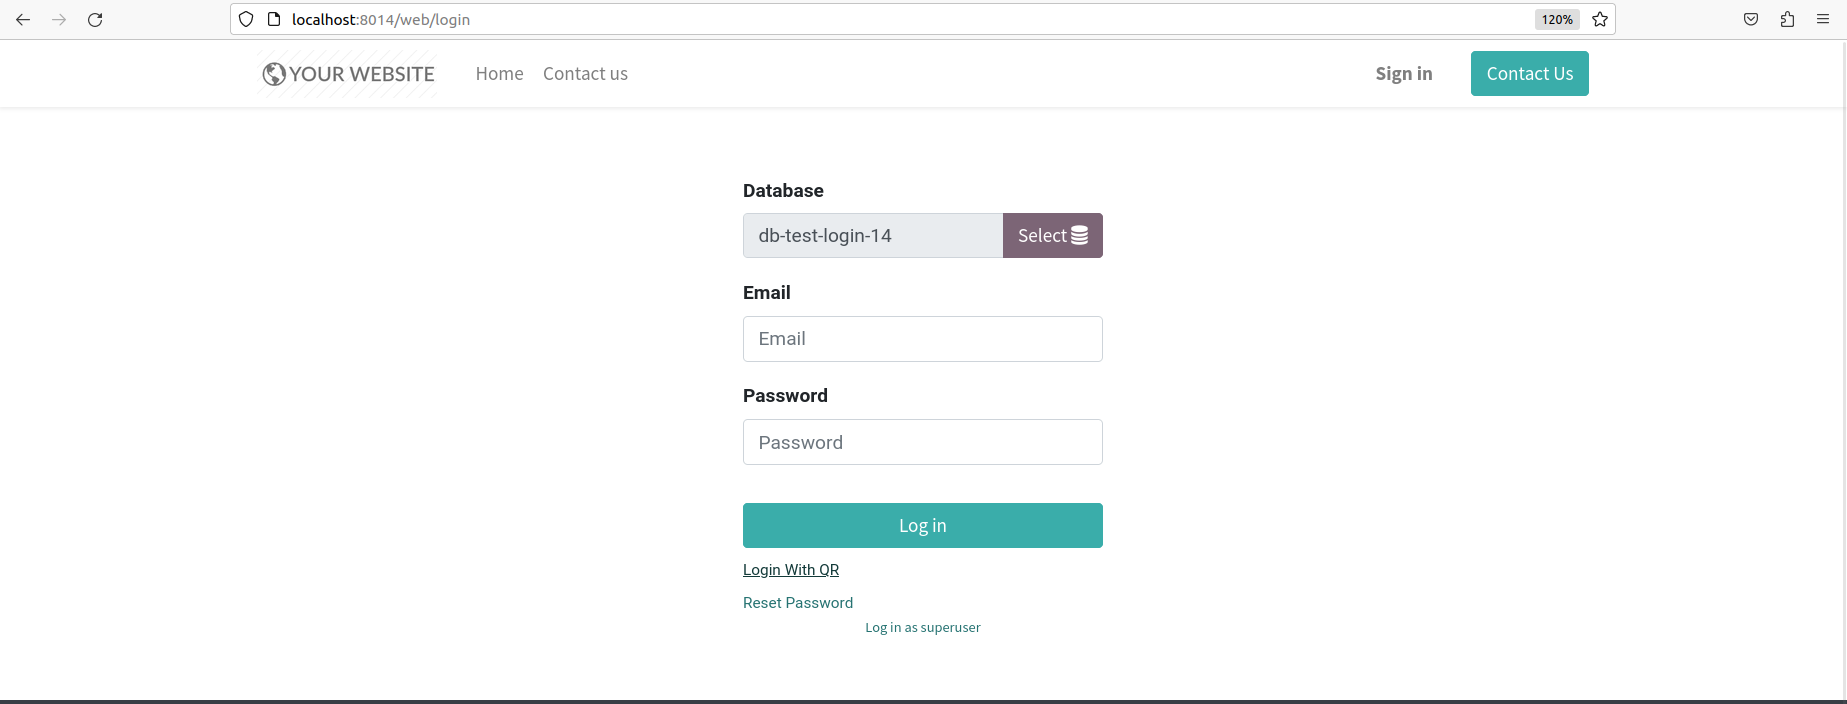 localhost:8014/web/login
120%
YOUR WEBSITE
Home
Contact us
Sign in
Contact Us
Database
db-test-login-14
Select
Email
Email
Password
Password
Log in
Login With QR
Reset Password
Log in as superuser